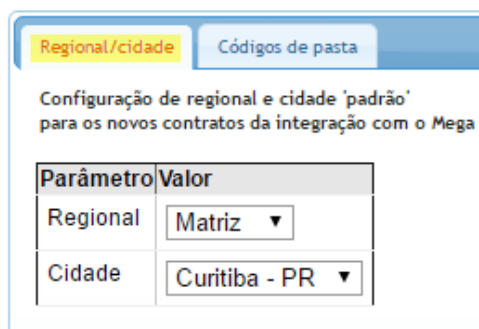 Regional/cidade Códigos de pasta
Configuração de regional e cidade 'padrão'
para os novos contratos da integração com o Mega
Parâmetro Valor
Regional Matriz
Cidade Curitiba - PR